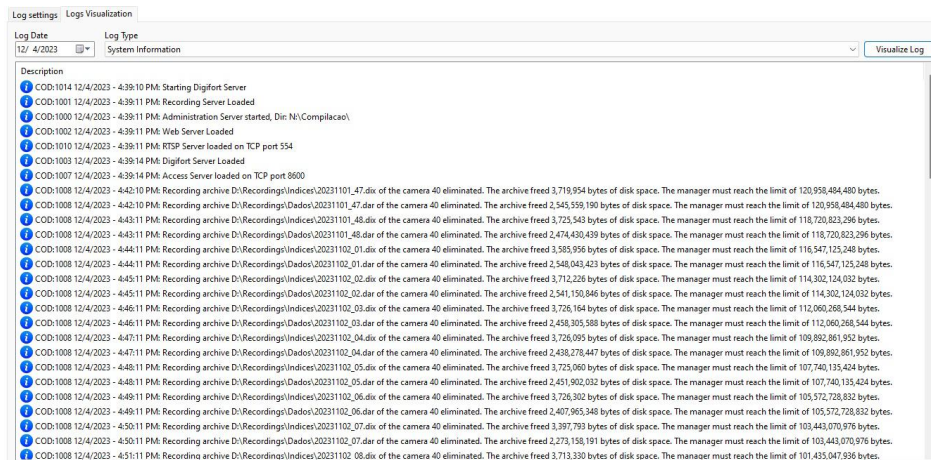 Log settings Logs Visualization
Log Date Log Type
12/ 4/2023 System Information Visualize Log
Description
COD:1014 12/4/2023 - 4:39:10 PM: Starting Digifort Server
COD:1001 12/4/2023 - 4:39:11 PM: Recording Server Loaded
COD:1000 12/4/2023 - 4:39:11 PM: Administration Server started, Dir: N:\Compilacao\
COD:1002 12/4/2023 - 4:39:11 PM: Web Server Loaded
COD:1010 12/4/2023 - 4:39:11 PM: RTSP Server loaded on TCP port 554
COD:1003 12/4/2023 - 4:39:14 PM: Digifort Server Loaded
COD:1007 12/4/2023 - 4:39:14 PM: Access Server loaded on TCP port 8600
COD:1008 12/4/2023 - 4:42:10 PM: Recording archive D:\Recordings\Indices\20231101_47.dix of the camera 40 eliminated. The archive freed 3,719,954 bytes of disk space. The manager must reach the limit of 120,958,484,480 bytes.
COD:1008 12/4/2023 - 4:42:10 PM: Recording archive D:\Recordings\Dados\20231101_47.dar of the camera 40 eliminated. The archive freed 2,545,559,190 bytes of disk space. The manager must reach the limit of 120,958,484,480 bytes.
COD:1008 12/4/2023 - 4:43:11 PM: Recording archive D:\Recordings\Indices\20231101_48.dix of the camera 40 eliminated. The archive freed 3,725,543 bytes of disk space. The manager must reach the limit of 118,720,823,296 bytes.
COD:1008 12/4/2023 - 4:43:11 PM: Recording archive D:\Recordings\Dados\20231101_48.dar of the camera 40 eliminated. The archive freed 2,474,430,439 bytes of disk space. The manager must reach the limit of 118,720,823,296 bytes.
COD:1008 12/4/2023 - 4:44:11 PM: Recording archive D:\Recordings\Indices\20231102_01.dix of the camera 40 eliminated. The archive freed 3,585,956 bytes of disk space. The manager must reach the limit of 116,547,125,248 bytes.
COD:1008 12/4/2023 - 4:44:11 PM: Recording archive D:\Recordings\Dados\20231102_01.dar of the camera 40 eliminated. The archive freed 2,548,043,423 bytes of disk space. The manager must reach the limit of 116,547,125,248 bytes.
COD:1008 12/4/2023 - 4:45:11 PM: Recording archive D:\Recordings\Indices\20231102_02.dix of the camera 40 eliminated. The archive freed 3,712,226 bytes of disk space. The manager must reach the limit of 114,302,124,032 bytes.
COD:1008 12/4/2023 - 4:45:11 PM: Recording archive D:\Recordings\Dados\20231102_02.dar of the camera 40 eliminated. The archive freed 2,541,150,846 bytes of disk space. The manager must reach the limit of 114,302,124,032 bytes.
COD:1008 12/4/2023 - 4:46:11 PM: Recording archive D:\Recordings\Indices\20231102_03.dix of the camera 40 eliminated. The archive freed 3,726,164 bytes of disk space. The manager must reach the limit of 112,060,268,544 bytes.
COD:1008 12/4/2023 - 4:46:11 PM: Recording archive D:\Recordings\Dados\20231102_03.dar of the camera 40 eliminated. The archive freed 2,458,305,588 bytes of disk space. The manager must reach the limit of 112,060,268,544 bytes.
COD:1008 12/4/2023 - 4:47:11 PM: Recording archive D:\Recordings\Indices\20231102_04.dix of the camera 40 eliminated. The archive freed 3,726,095 bytes of disk space. The manager must reach the limit of 109,892,861,952 bytes.
COD:1008 12/4/2023 - 4:47:11 PM: Recording archive D:\Recordings\Dados\20231102_04.dar of the camera 40 eliminated. The archive freed 2,438,278,447 bytes of disk space. The manager must reach the limit of 109,892,861,952 bytes.
COD:1008 12/4/2023 - 4:48:11 PM: Recording archive D:\Recordings\Indices\20231102_05.dix of the camera 40 eliminated. The archive freed 3,725,060 bytes of disk space. The manager must reach the limit of 107,740,135,424 bytes.
COD:1008 12/4/2023 - 4:48:11 PM: Recording archive D:\Recordings\Dados\20231102_05.dar of the camera 40 eliminated. The archive freed 2,451,902,032 bytes of disk space. The manager must reach the limit of 107,740,135,424 bytes.
COD:1008 12/4/2023 - 4:49:11 PM: Recording archive D:\Recordings\Indices\20231102_06.dix of the camera 40 eliminated. The archive freed 3,726,302 bytes of disk space. The manager must reach the limit of 105,572,728,832 bytes.
COD:1008 12/4/2023 - 4:49:11 PM: Recording archive D:\Recordings\Dados\20231102_06.dar of the camera 40 eliminated. The archive freed 2,407,965,348 bytes of disk space. The manager must reach the limit of 105,572,728,832 bytes.
COD:1008 12/4/2023 - 4:50:11 PM: Recording archive D:\Recordings\Indices\20231102_07.dix of the camera 40 eliminated. The archive freed 3,397,793 bytes of disk space. The manager must reach the limit of 103,443,070,976 bytes.
COD:1008 12/4/2023 - 4:50:11 PM: Recording archive D:\Recordings\Dados\20231102_07.dar of the camera 40 eliminated. The archive freed 2,273,158,191 bytes of disk space. The manager must reach the limit of 103,443,070,976 bytes.
COD:1008 12/4/2023 - 4:51:11 PM: Recording archive D:\Recordings\Indices\20231102_08.dix of the camera 40 eliminated. The archive freed 3,713,330 bytes of disk space. The manager must reach the limit of 101,435,047,936 bytes.